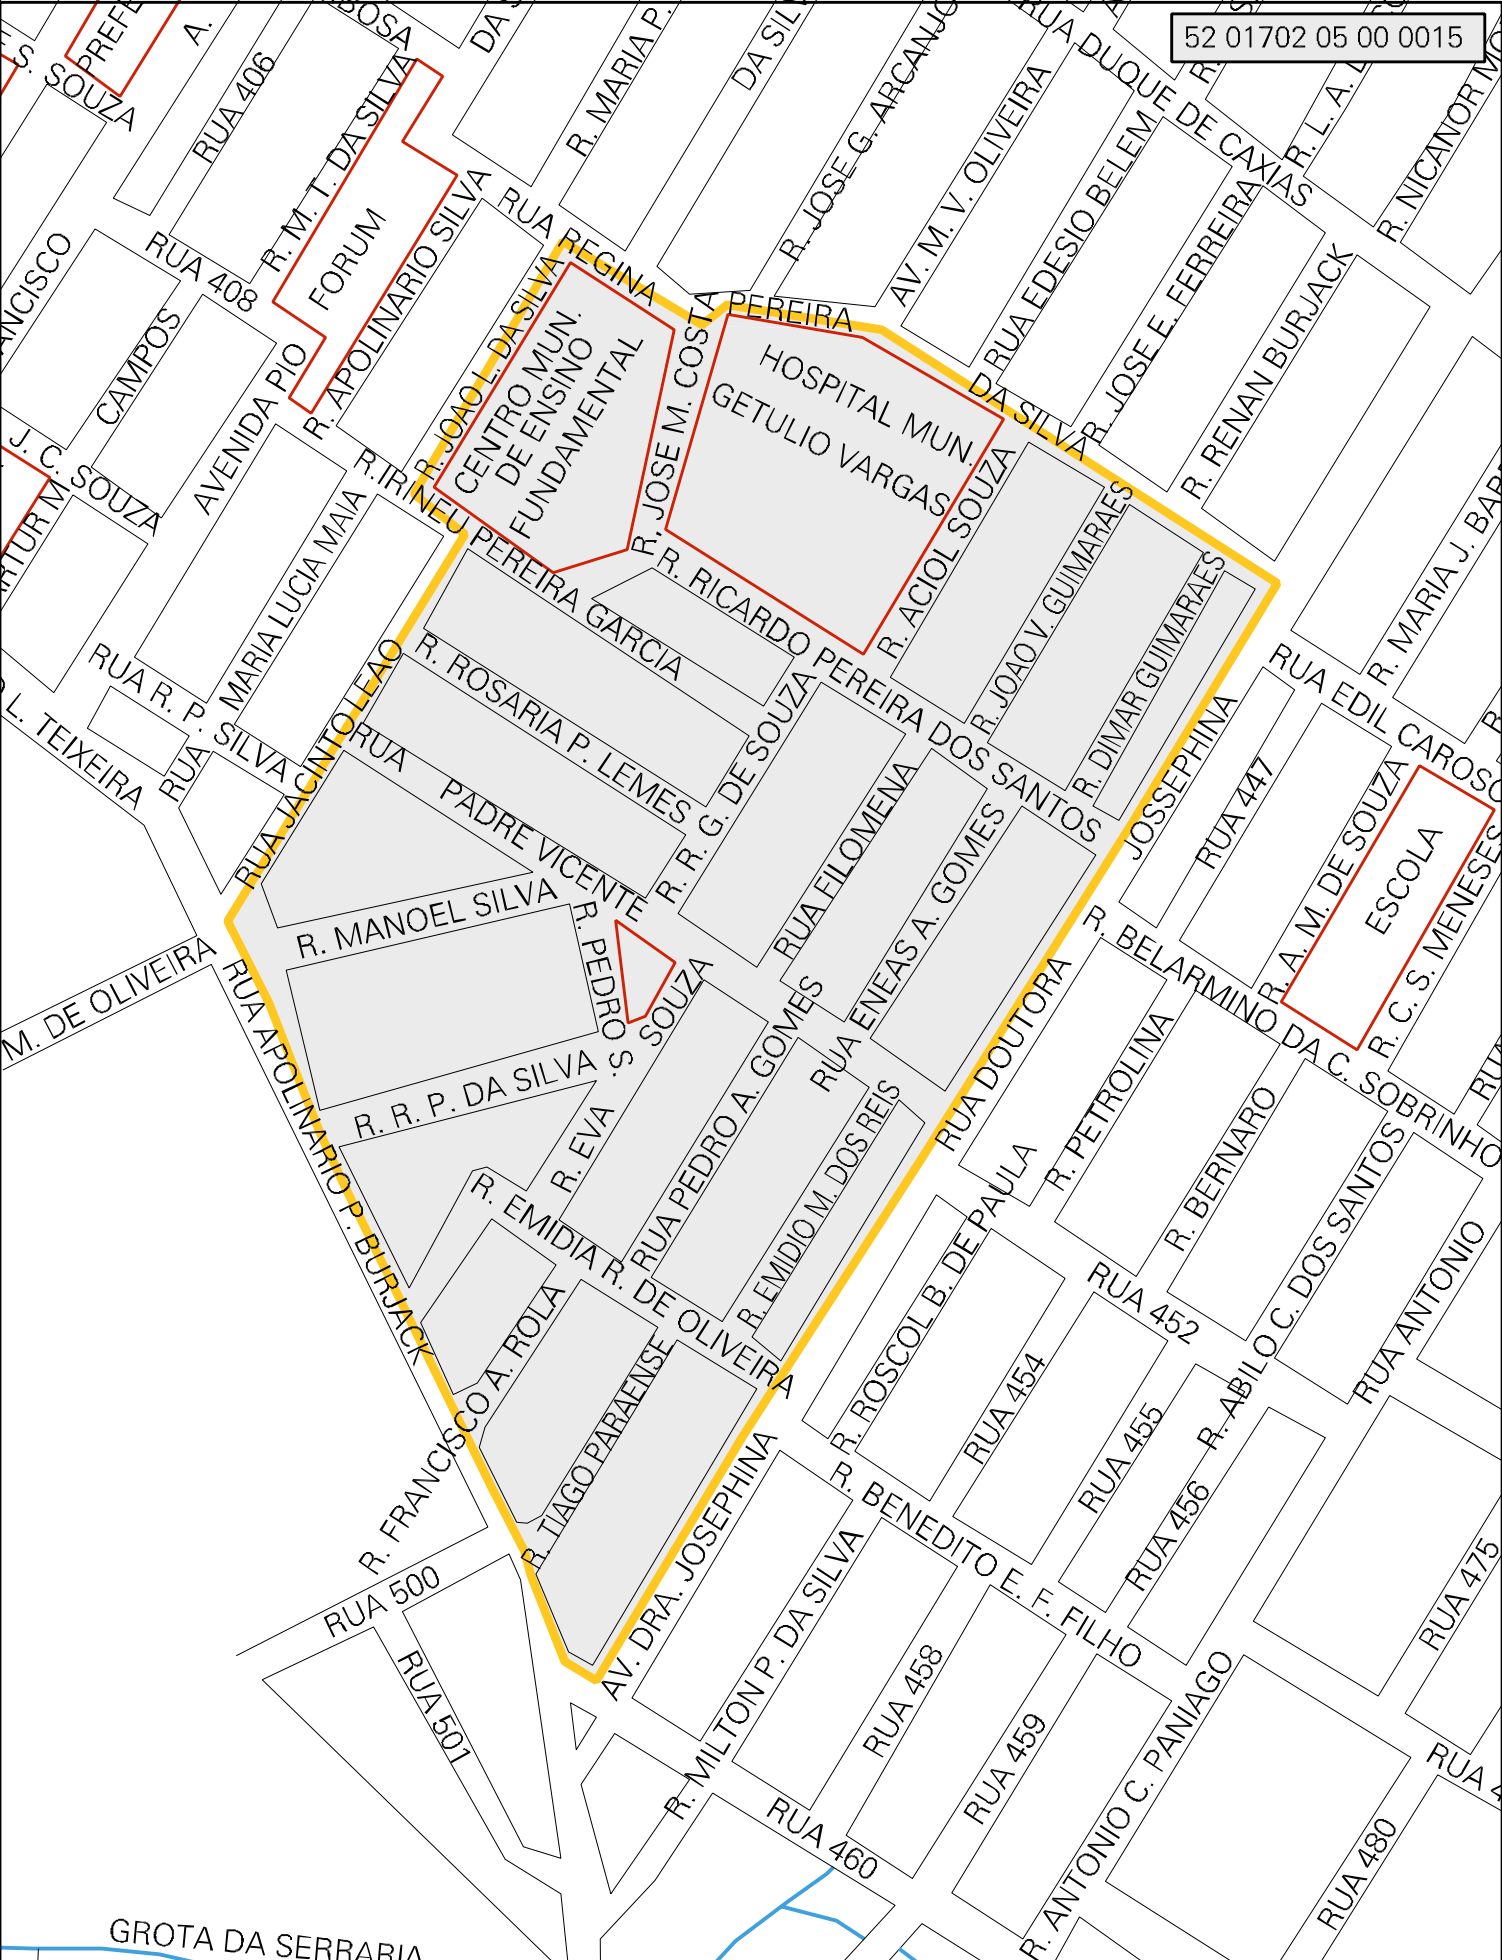 52 01702 05 00 0015
PREFE
A.
DA S
R. MARIA P.
DA SIL
R. JOSE G. ARCANJO
RUA DUQUE DE CAXIAS
R. L. A.
R. NICANOR MO
S. SOUZA
RUA 406
R. M. T. DA SILVA
FORUM
R. APOLINARIO SILVA
AV. M. V. OLIVEIRA
RUA EDESIO BELEM
R. JOSE E. FERREIRA
R. RENAN BURJACK
RUA REGINA PEREIRA DA SILVA
RUA 408
CAMPOS
AVENIDA PIO
R. JOAO L. DA SILVA
CENTRO MUN.
DE ENSINO
FUNDAMENTAL
R. JOSE M. COSTA
HOSPITAL MUN.
GETULIO VARGAS
R. ACIOL SOUZA
R. JOAO V. GUIMARAES
R. DIMAR GUIMARAES
R. MARIA J. BAR
J. C. SOUZA
MARIA LUCIA MAIA
R. IRINEU PEREIRA GARCIA
R. RICARDO PEREIRA DOS SANTOS
R. ROSARIA P. LEMES
RUA R. P. SILVA
RUA
L. TEIXEIRA
RUA JACINTO LEAO
RUA PADRE VICENTE
R. R. G. DE SOUZA
RUA FILOMENA
RUA ENEAS A. GOMES
JOSSEPHINA
RUA DOUTORA
RUA EDIL CAROSO
RUA 447
R. A. M. DE SOUZA
ESCOLA
R. C. S. MENESES
R. BELARMINO DA C. SOBRINHO
R. MANOEL SILVA
R. PEDRO S.
R. EVA SOUZA
R. R. P. DA SILVA
M. DE OLIVEIRA
RUA APOLINARIO P. BURJACK
RUA PEDRO A. GOMES
R. EMIDIO M. DOS REIS
R. EMIDIA R. DE OLIVEIRA
R. PETROLINA
R. BERNARO
R. ABILO C. DOS SANTOS
RUA ANTONIO
RUA 452
R. ROSCOL B. DE PAULA
RUA 454
RUA 455
RUA 456
RUA 475
R. FRANCISCO A. ROLA
R. TIAGO PARAENSE
AV. DRA. JOSEPHINA
R. BENEDITO E. F. FILHO
R. MILTON P. DA SILVA
RUA 458
RUA 459
R. ANTONIO C. PANIAGO
RUA 500
RUA 501
RUA 460
RUA 480
RUA 4
GROTA DA SERRARIA